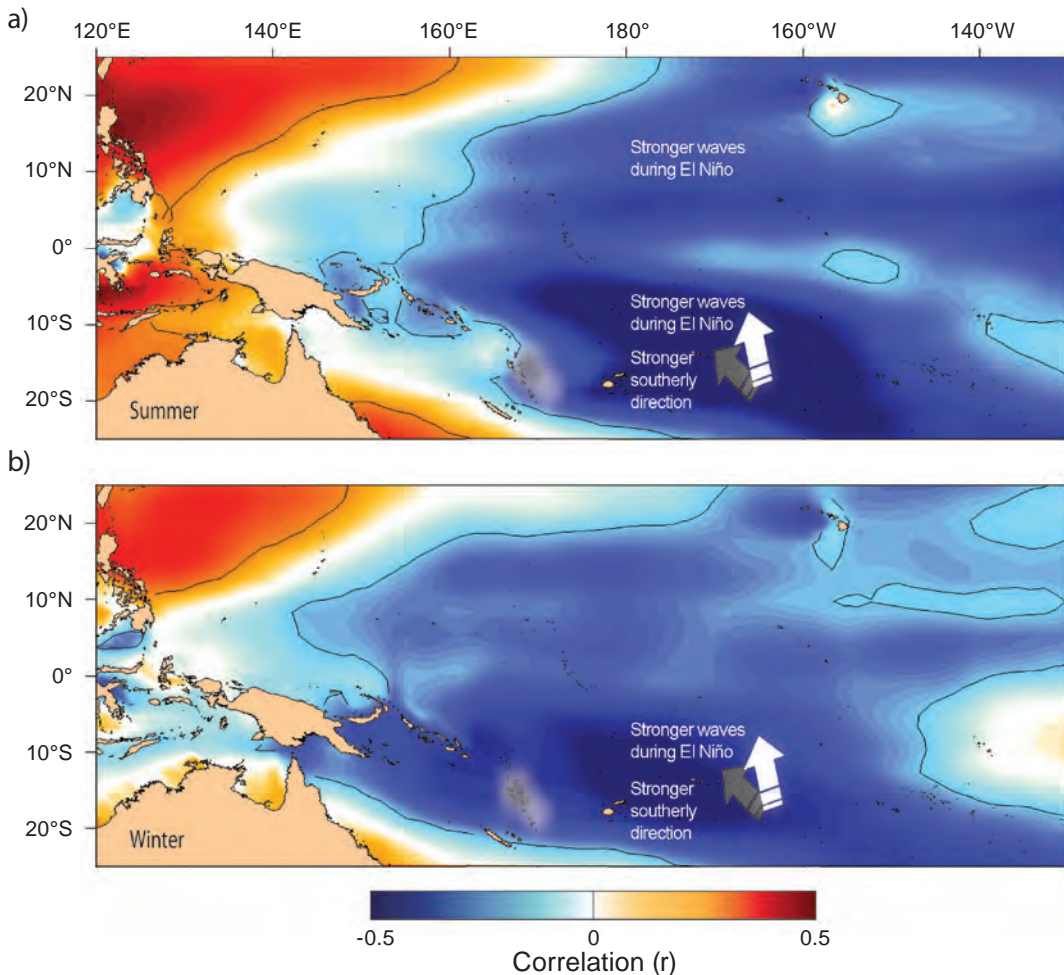 a)
120°E 140°E 160°E 180° 160°W 140°W
20°N
10°N
0°
10°S
20°S
Stronger waves
during El Niño
Stronger waves
during El Niño
Stronger
southerly
direction
Summer
b)
20°N
10°N
0°
10°S
20°S
Stronger waves
during El Niño
Stronger
southerly
direction
Winter
-0.5 0 0.5
Correlation (r)